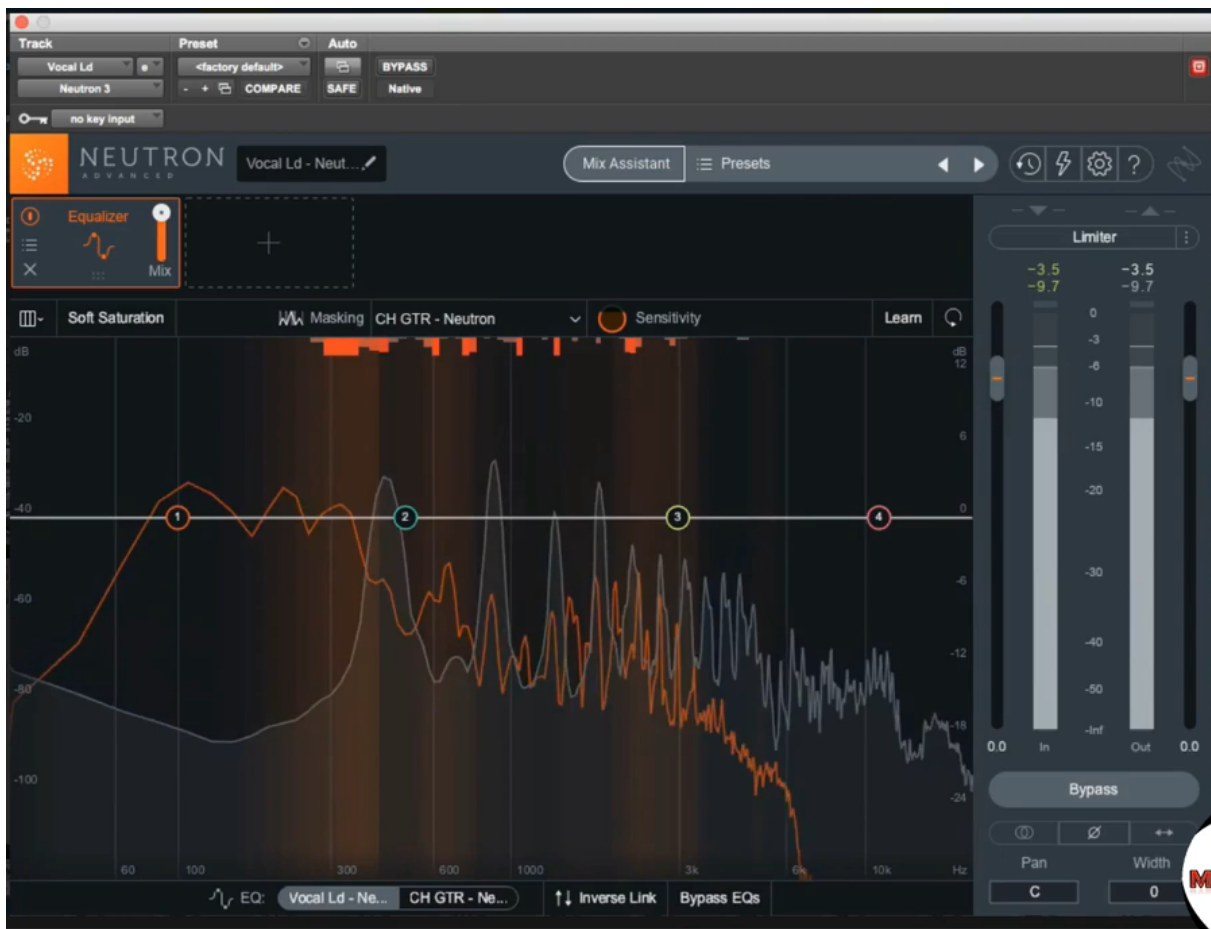 Track Preset Auto
Vocal Ld e <factory default> BYPASS
Neutron 3 - + COMPARE SAFE Native
no key input
NEUTRON
ADVANCED
Vocal Ld - Neut...
Mix Assistant Presets ?
Equalizer
Mix
+
Limiter
-3.5 -3.5
-9.7 -9.7
Soft Saturation Masking CH GTR - Neutron Sensitivity Learn
dB dB
12
-20
6
-40 0
1 2 3 4
-60 -6
-12
-80
-18
-100
-24
60 100 300 600 1000 3k 6k 10k Hz
0
-3
-6
-10
-15
-20
-30
-40
-50
-Inf
0.0 In Out 0.0
Bypass
Pan Width
C 0
EQ: Vocal Ld - Ne... CH GTR - Ne... Inverse Link Bypass EQs
M